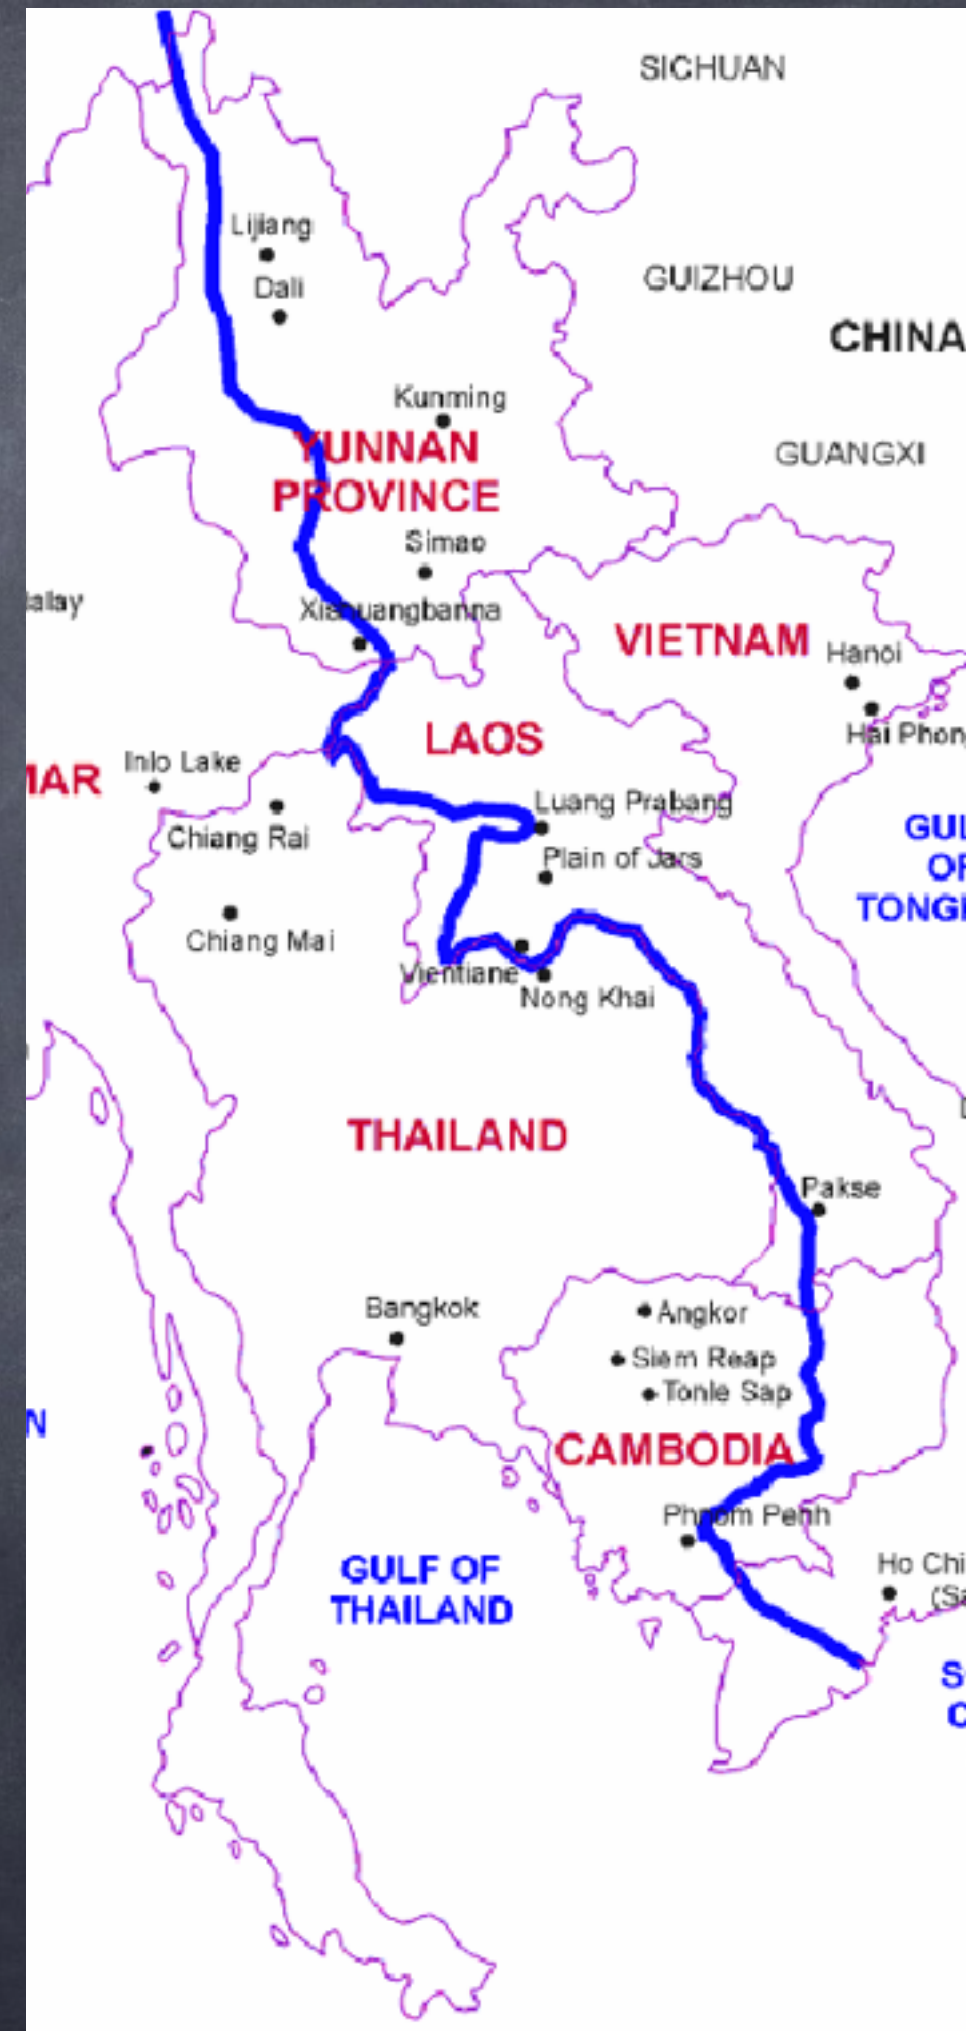 SICHUAN
Lijiang
Dali
GUIZHOU
CHINA
Kunming
YUNNAN
PROVINCE
GUANGXI
Simao
Xishuangbanna
VIETNAM
Hanoi
Hai Phong
LAOS
Inlo Lake
Chiang Rai
Luang Prabang
Plain of Jars
Chiang Mai
Vientiane
Nong Khai
THAILAND
Pakse
Bangkok
Angkor
Siem Reap
Tonle Sap
CAMBODIA
Phnom Penh
GULF OF
THAILAND
Ho Chi